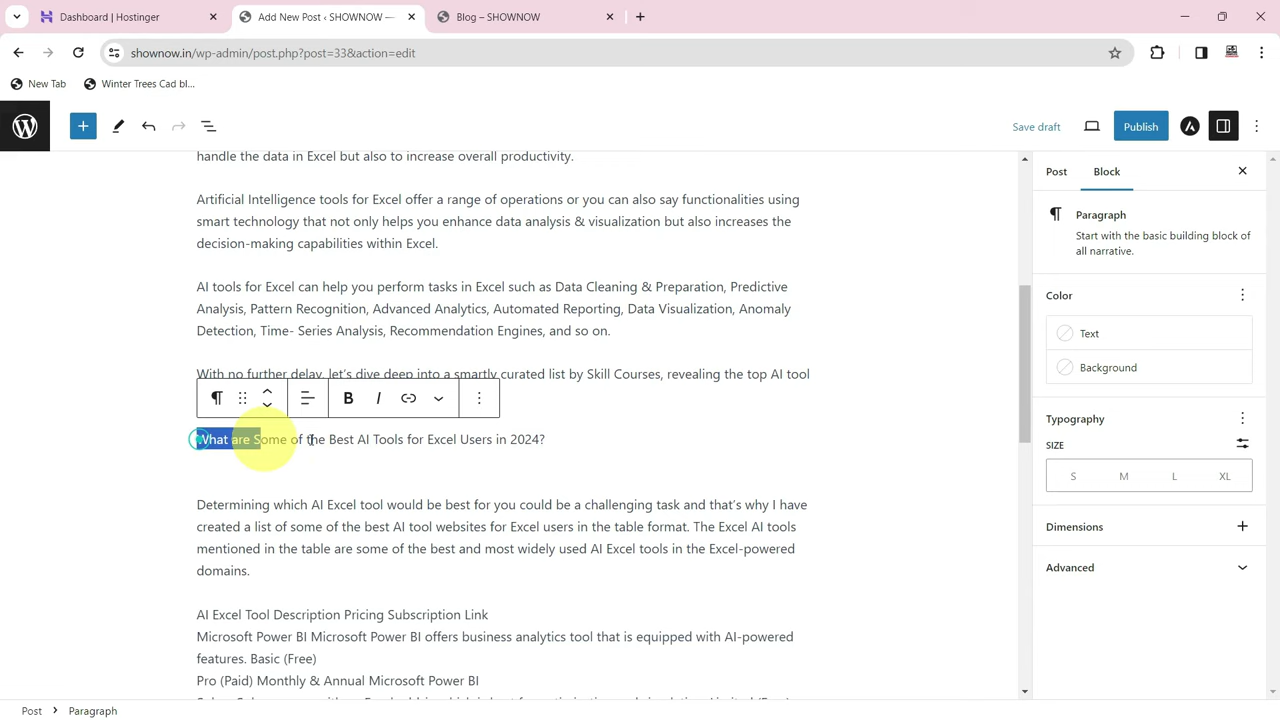 Dashboard | Hostinger
Add New Post ‹ SHOWNOW —
Blog – SHOWNOW
shownow.in/wp-admin/post.php?post=33&action=edit
New Tab
Winter Trees Cad bl...
Save draft
Publish
handle the data in Excel but also to increase overall productivity.
Artificial Intelligence tools for Excel offer a range of operations or you can also say functionalities using
smart technology that not only helps you enhance data analysis & visualization but also increases the
decision-making capabilities within Excel.
AI tools for Excel can help you perform tasks in Excel such as Data Cleaning & Preparation, Predictive
Analysis, Pattern Recognition, Advanced Analytics, Automated Reporting, Data Visualization, Anomaly
Detection, Time- Series Analysis, Recommendation Engines, and so on.
With no further delay, let's dive deep into a smartly curated list by Skill Courses, revealing the top AI tool
B I
What are Some of the Best AI Tools for Excel Users in 2024?
Determining which AI Excel tool would be best for you could be a challenging task and that's why I have
created a list of some of the best AI tool websites for Excel users in the table format. The Excel AI tools
mentioned in the table are some of the best and most widely used AI Excel tools in the Excel-powered
domains.
AI Excel Tool Description Pricing Subscription Link
Microsoft Power BI Microsoft Power BI offers business analytics tool that is equipped with AI-powered
features. Basic (Free)
Pro (Paid) Monthly & Annual Microsoft Power BI
Post
Block
Paragraph
Start with the basic building block of
all narrative.
Color
Text
Background
Typography
SIZE
S M L XL
Dimensions
Advanced
Post
Paragraph